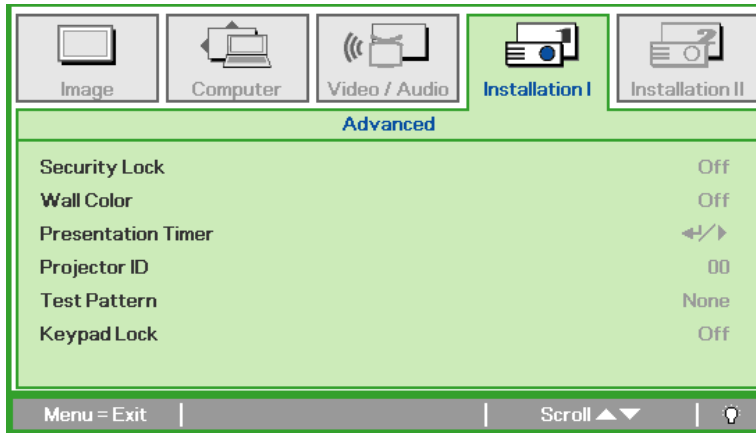 Image
Computer
Video / Audio
Installation I
Installation II
Advanced
Security Lock Off
Wall Color Off
Presentation Timer
Projector ID 00
Test Pattern None
Keypad Lock Off
Menu = Exit Scroll